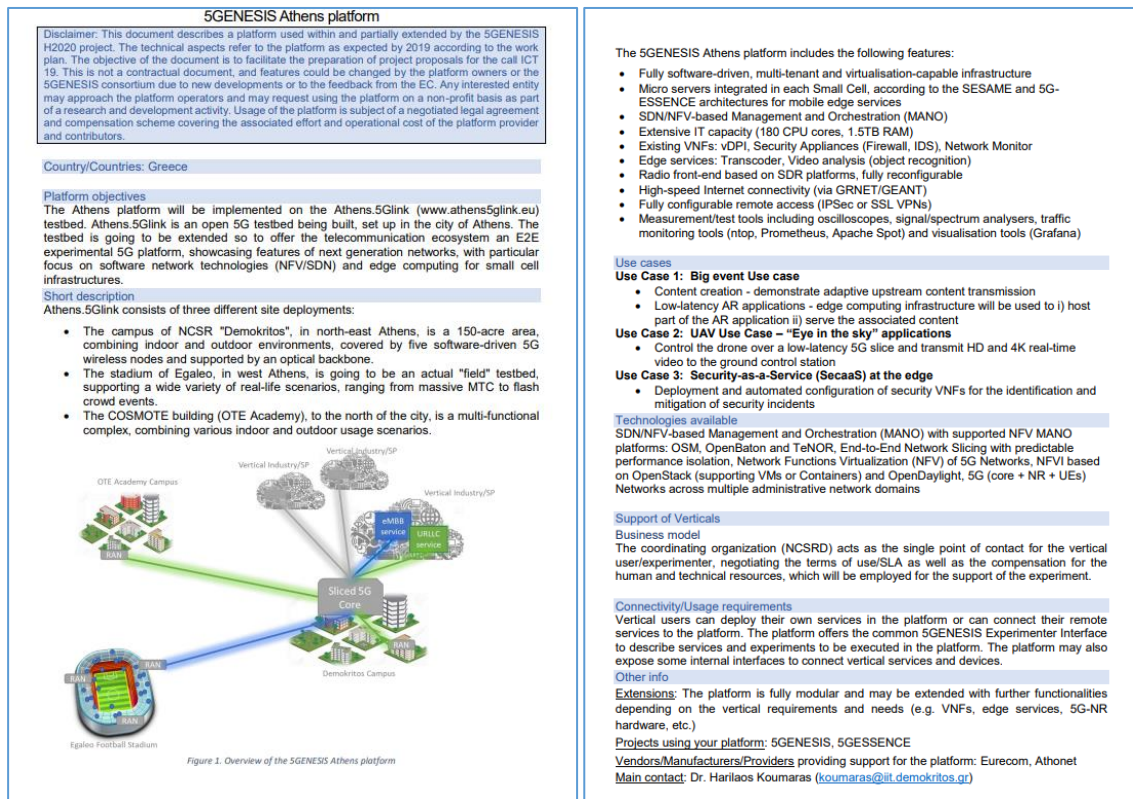 5GENESIS Athens platform
Disclaimer: This document describes a platform used within and partially extended by the 5GENESIS
H2020 project. The technical aspects refer to the platform as expected by 2019 according to the work
plan. The objective of the document is to facilitate the preparation of project proposals for the call ICT
19. This is not a contractual document, and features could be changed by the platform owners or the
5GENESIS consortium due to new developments or to the feedback from the EC. Any interested entity
may approach the platform operators and may request using the platform on a non-profit basis as part
of a research and development activity. Usage of the platform is subject of a negotiated legal agreement
and compensation scheme covering the associated effort and operational cost of the platform provider
and contributors.
Country/Countries: Greece
Platform objectives
The Athens platform will be implemented on the Athens.5Glink (www.athens5glink.eu)
testbed. Athens.5Glink is an open 5G testbed being built, set up in the city of Athens. The
testbed is going to be extended so to offer the telecommunication ecosystem an E2E
experimental 5G platform, showcasing features of next generation networks, with particular
focus on software network technologies (NFV/SDN) and edge computing for small cell
infrastructures.
Short description
Athens.5Glink consists of three different site deployments:
• The campus of NCSR "Demokritos", in north-east Athens, is a 150-acre area,
combining indoor and outdoor environments, covered by five software-driven 5G
wireless nodes and supported by an optical backbone.
• The stadium of Egaleo, in west Athens, is going to be an actual "field" testbed,
supporting a wide variety of real-life scenarios, ranging from massive MTC to flash
crowd events.
• The COSMOTE building (OTE Academy), to the north of the city, is a multi-functional
complex, combining various indoor and outdoor usage scenarios.
Vertical Industry/SP
Vertical Industry/SP
OTE Academy Campus
Vertical Industry/SP
eMBB
service
URLLC
service
RAN
Sliced 5G
Core
RAN
RAN
RAN
Demokritos Campus
RAN
Egaleo Football Stadium
Figure 1. Overview of the 5GENESIS Athens platform
The 5GENESIS Athens platform includes the following features:
• Fully software-driven, multi-tenant and virtualisation-capable infrastructure
• Micro servers integrated in each Small Cell, according to the SESAME and 5G-
ESSENCE architectures for mobile edge services
• SDN/NFV-based Management and Orchestration (MANO)
• Extensive IT capacity (180 CPU cores, 1.5TB RAM)
• Existing VNFs: vDPI, Security Appliances (Firewall, IDS), Network Monitor
• Edge services: Transcoder, Video analysis (object recognition)
• Radio front-end based on SDR platforms, fully reconfigurable
• High-speed Internet connectivity (via GRNET/GEANT)
• Fully configurable remote access (IPSec or SSL VPNs)
• Measurement/test tools including oscilloscopes, signal/spectrum analysers, traffic
monitoring tools (ntop, Prometheus, Apache Spot) and visualisation tools (Grafana)
Use cases
Use Case 1: Big event Use case
• Content creation - demonstrate adaptive upstream content transmission
• Low-latency AR applications - edge computing infrastructure will be used to i) host
part of the AR application ii) serve the associated content
Use Case 2: UAV Use Case – “Eye in the sky” applications
• Control the drone over a low-latency 5G slice and transmit HD and 4K real-time
video to the ground control station
Use Case 3: Security-as-a-Service (SecaaS) at the edge
• Deployment and automated configuration of security VNFs for the identification and
mitigation of security incidents
Technologies available
SDN/NFV-based Management and Orchestration (MANO) with supported NFV MANO
platforms: OSM, OpenBaton and TeNOR, End-to-End Network Slicing with predictable
performance isolation, Network Functions Virtualization (NFV) of 5G Networks, NFVI based
on OpenStack (supporting VMs or Containers) and OpenDaylight, 5G (core + NR + UEs)
Networks across multiple administrative network domains
Support of Verticals
Business model
The coordinating organization (NCSRD) acts as the single point of contact for the vertical
user/experimenter, negotiating the terms of use/SLA as well as the compensation for the
human and technical resources, which will be employed for the support of the experiment.
Connectivity/Usage requirements
Vertical users can deploy their own services in the platform or can connect their remote
services to the platform. The platform offers the common 5GENESIS Experimenter Interface
to describe services and experiments to be executed in the platform. The platform may also
expose some internal interfaces to connect vertical services and devices.
Other info
Extensions: The platform is fully modular and may be extended with further functionalities
depending on the vertical requirements and needs (e.g. VNFs, edge services, 5G-NR
hardware, etc.)
Projects using your platform: 5GENESIS, 5GESSENCE
Vendors/Manufacturers/Providers providing support for the platform: Eurecom, Athonet
Main contact: Dr. Harilaos Koumaras (koumaras@iit.demokritos.gr)